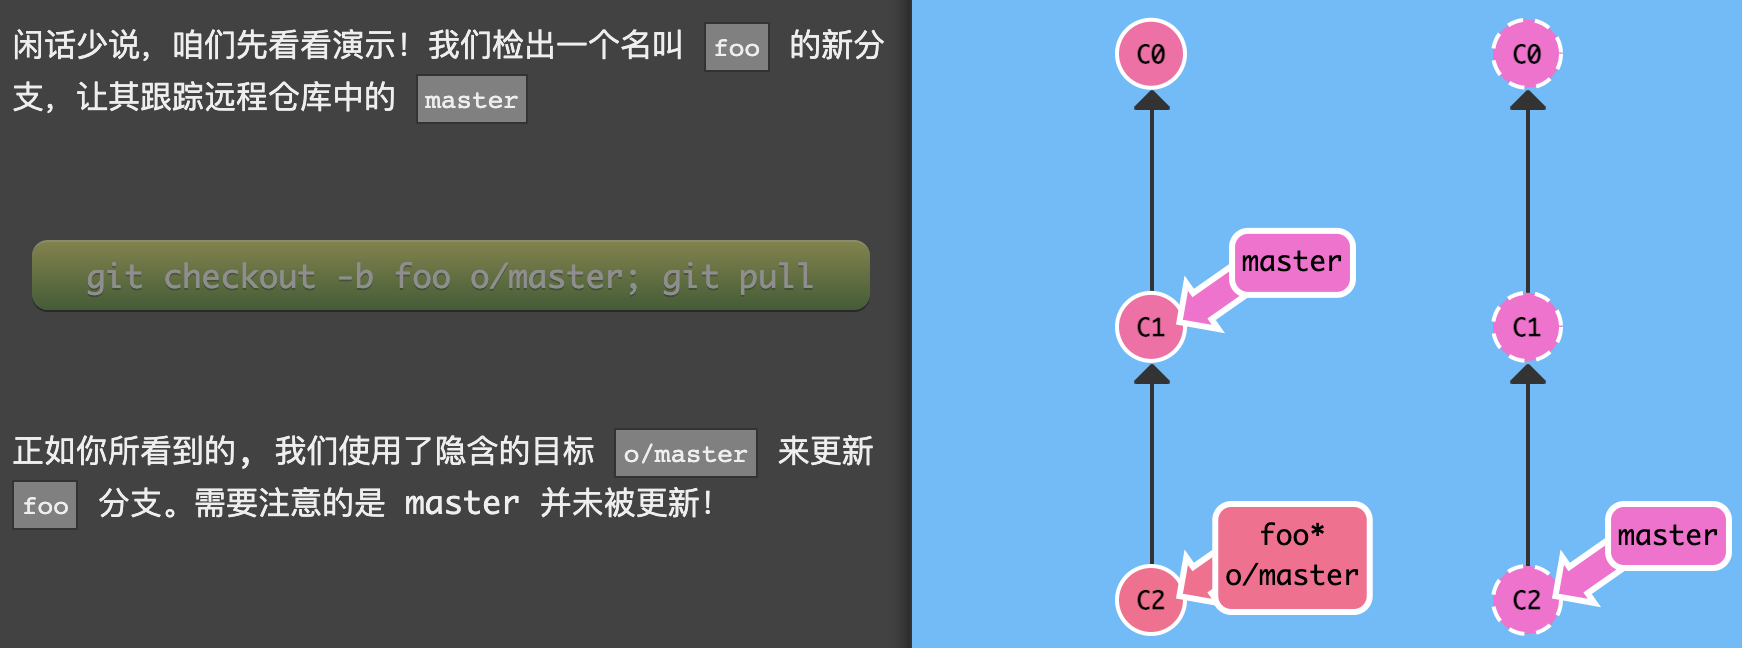 闲话少说，咱们先看看演示！我们检出一个名叫 foo 的新分
支，让其跟踪远程仓库中的 master
git checkout -b foo o/master; git pull
正如你所看到的, 我们使用了隐含的目标 o/master 来更新
foo 分支。需要注意的是 master 并未被更新！
C0
master
C1
foo*
o/master
C2
C0
C1
master
C2